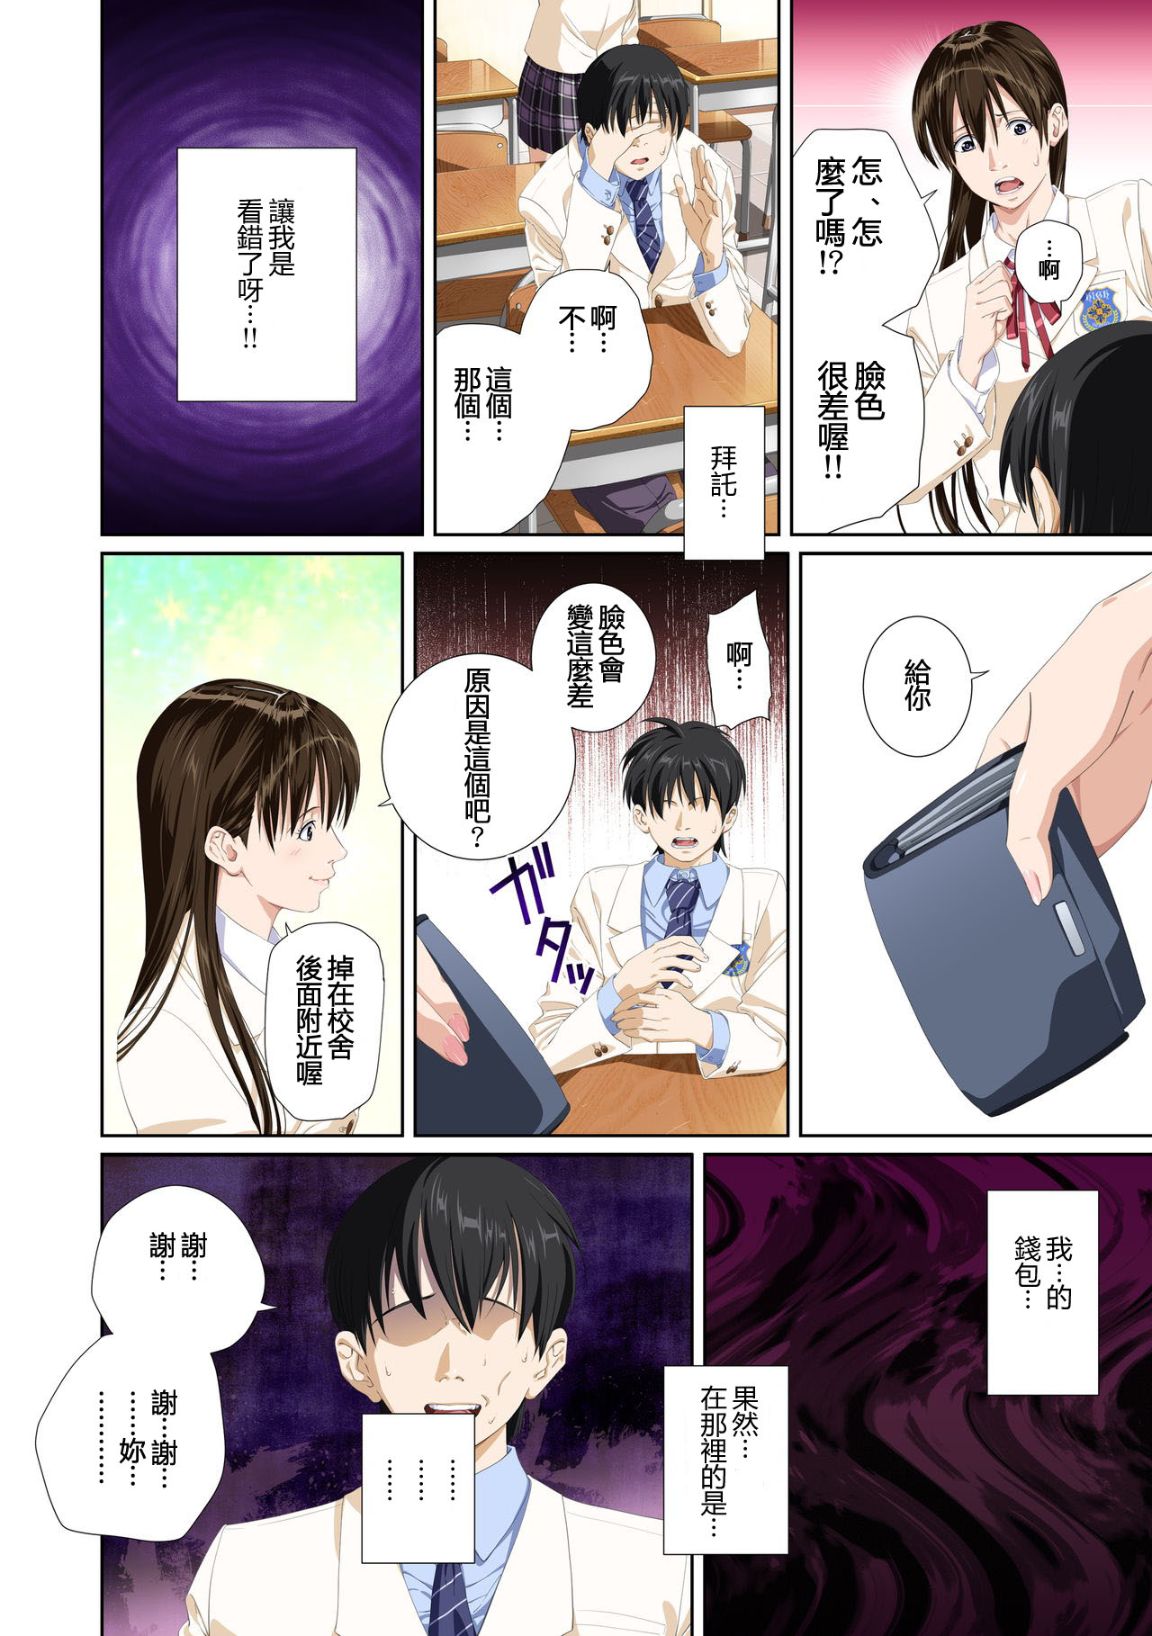 …啊
怎、怎
麼了嗎!?
臉色
很差喔!!
啊…
不…
這個…
那個…
拜託…
讓我是
看錯了呀…!!
給你
啊…
臉色會
變這麼差
原因是這個吧？
ガタッ
掉在校舍
後面附近喔
我…的
錢包…
果然…
在那裡的是…
……
……
……
謝…
謝…
謝…謝…
……妳…
…………